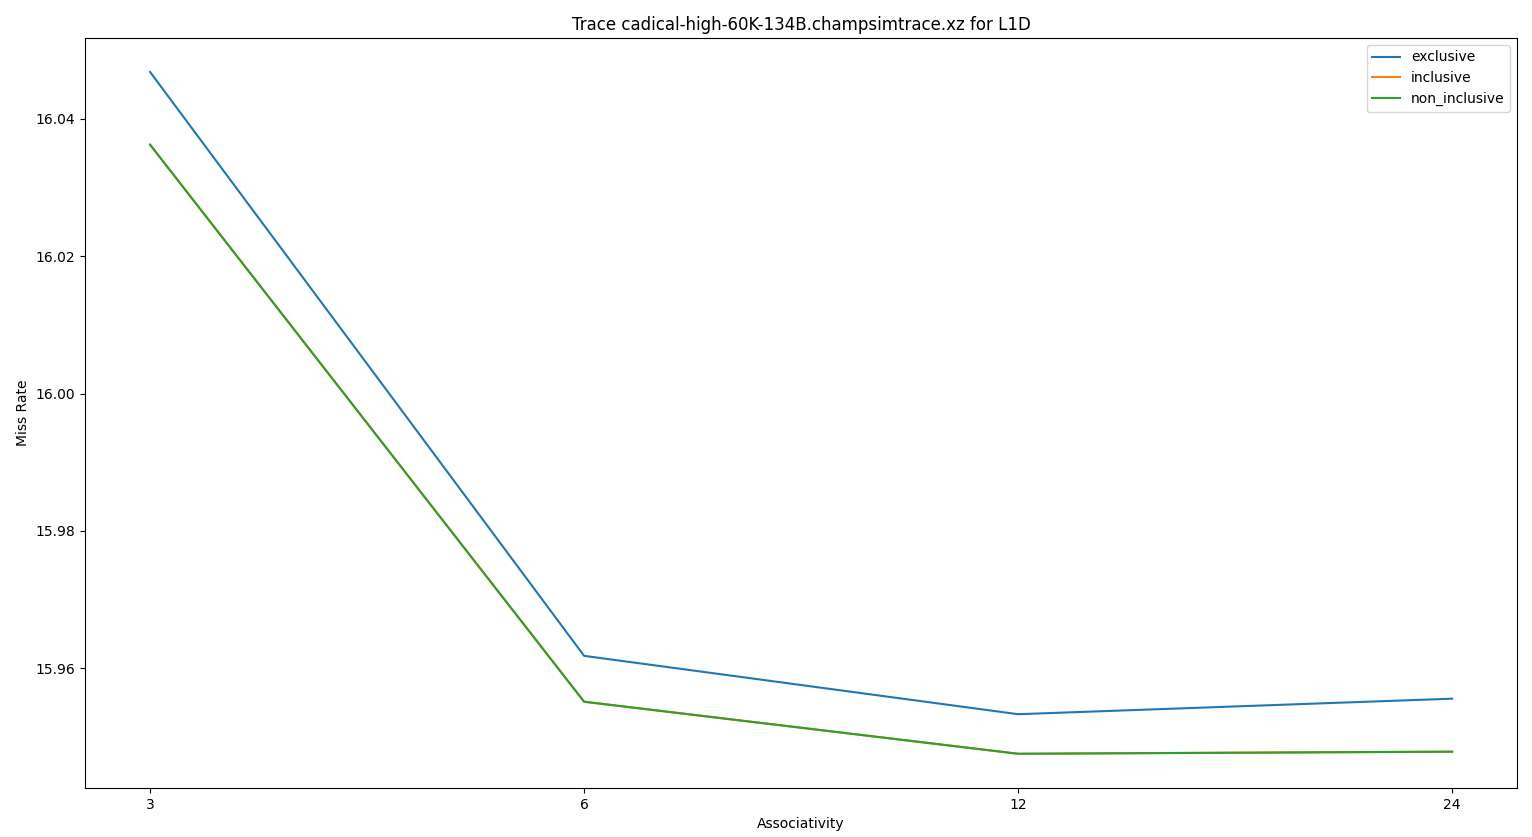 Trace cadical-high-60K-134B.champsimtrace.xz for L1D
exclusive
inclusive
non_inclusive
16.04
16.02
16.00
15.98
15.96
Miss Rate
3
6
12
24
Associativity